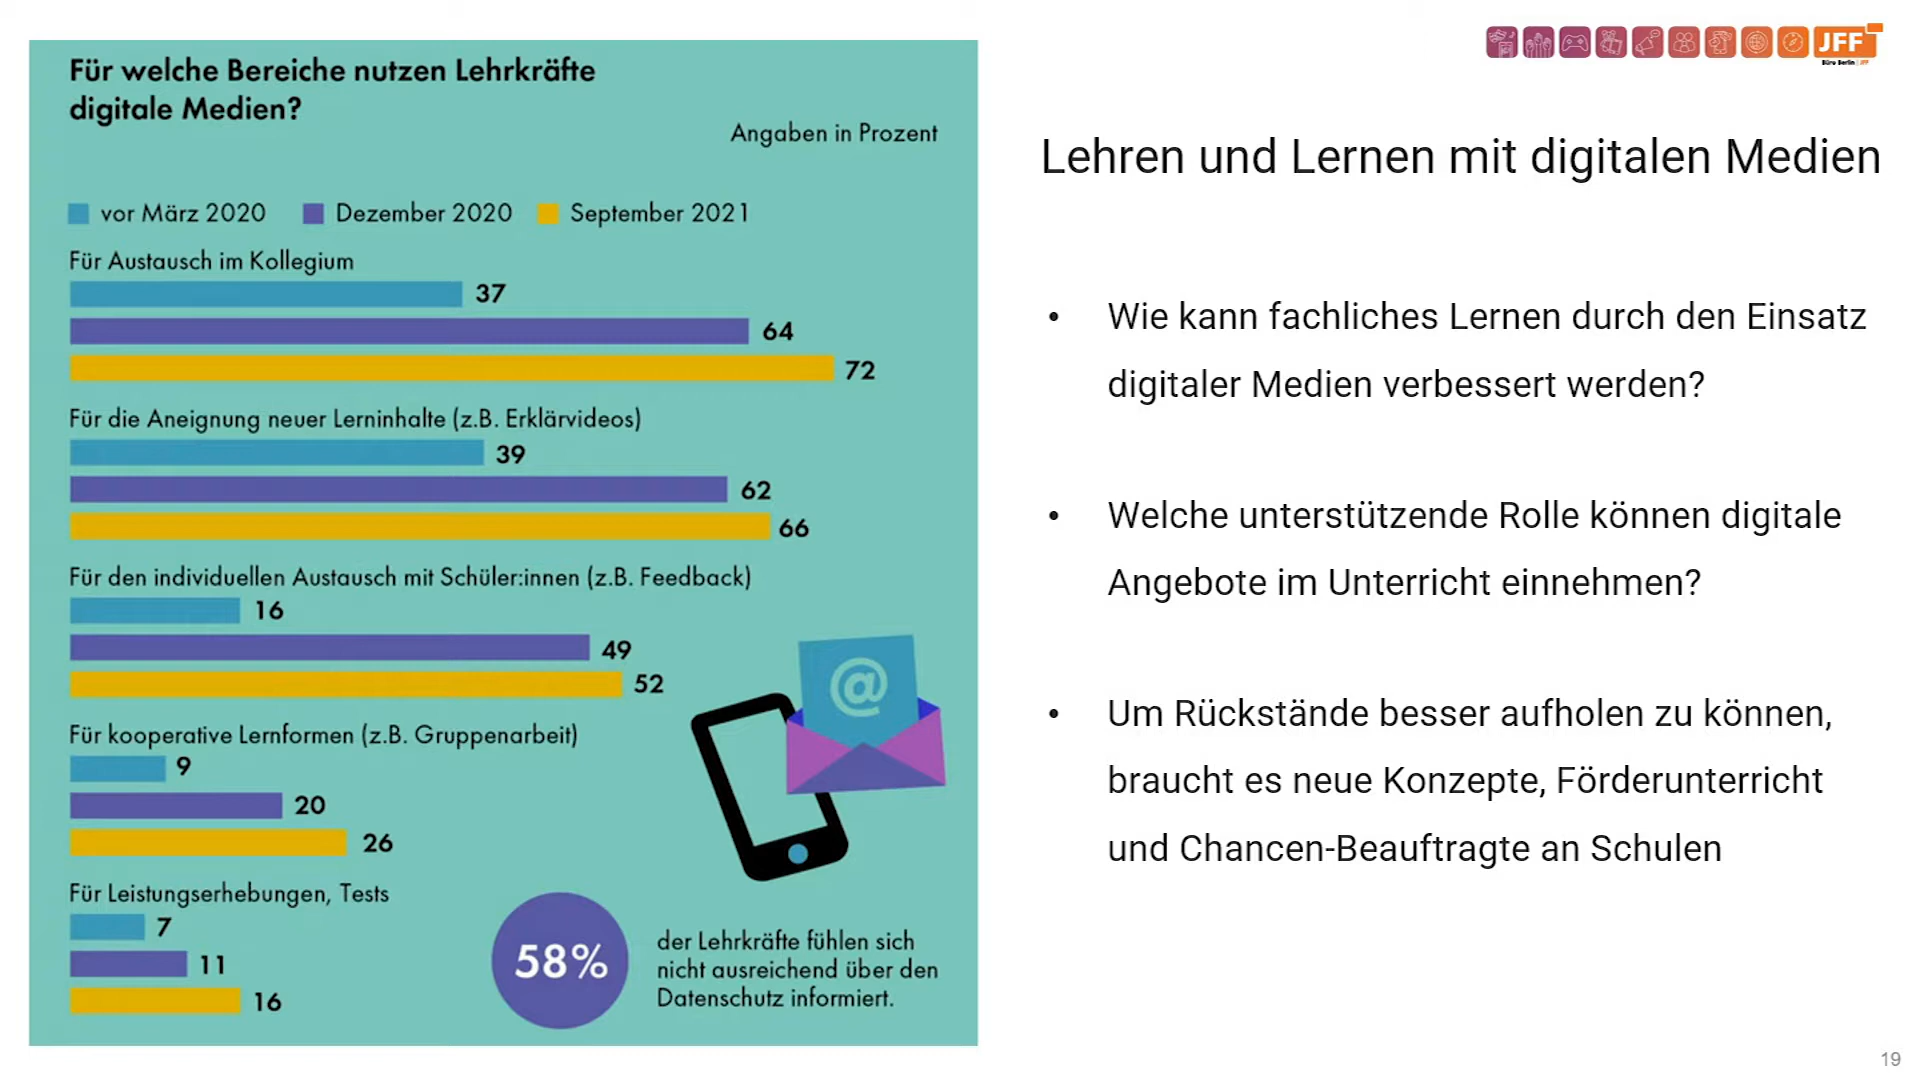 Für welche Bereiche nutzen Lehrkräfte
digitale Medien?
Angaben in Prozent
vor März 2020
Dezember 2020
September 2021
Für Austausch im Kollegium
37
64
72
Für die Aneignung neuer Lerninhalte (z.B. Erklärvideos)
39
62
66
Für den individuellen Austausch mit Schüler:innen (z.B. Feedback)
16
49
52
@
Für kooperative Lernformen (z.B. Gruppenarbeit)
9
20
26
Für Leistungserhebungen, Tests
7
11
16
58%
der Lehrkräfte fühlen sich
nicht ausreichend über den
Datenschutz informiert.
JFF
Büro Berlin | JFF
Lehren und Lernen mit digitalen Medien
• Wie kann fachliches Lernen durch den Einsatz
digitaler Medien verbessert werden?
• Welche unterstützende Rolle können digitale
Angebote im Unterricht einnehmen?
• Um Rückstände besser aufholen zu können,
braucht es neue Konzepte, Förderunterricht
und Chancen-Beauftragte an Schulen
19